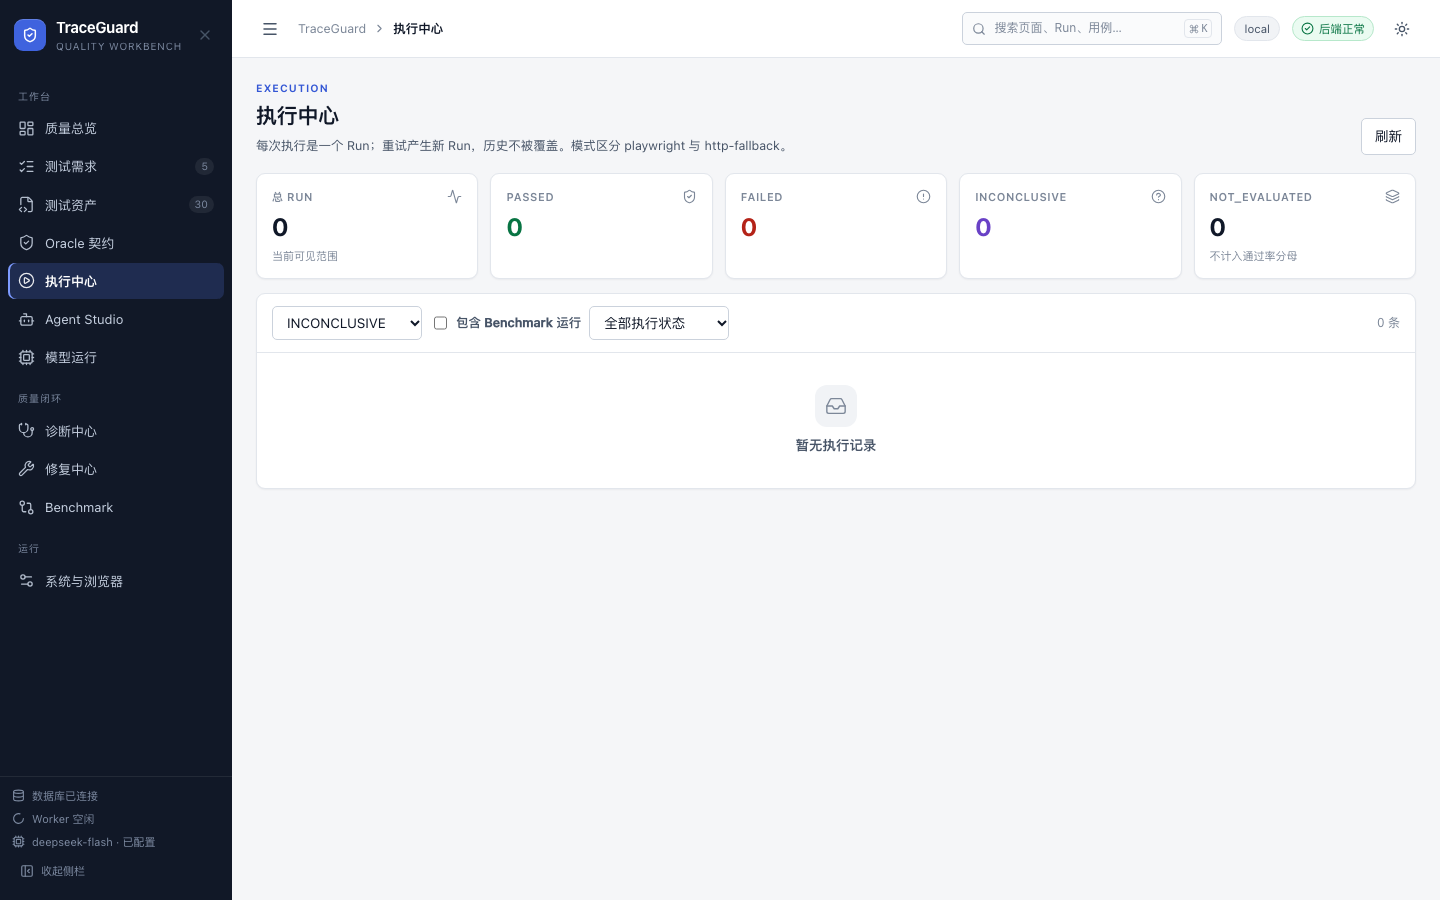 TraceGuard
QUALITY WORKBENCH
工作台
质量总览
测试需求 5
测试资产 30
Oracle 契约
执行中心
Agent Studio
模型运行
质量闭环
诊断中心
修复中心
Benchmark
运行
系统与浏览器
数据库已连接
Worker 空闲
deepseek-flash · 已配置
收起侧栏
TraceGuard > 执行中心
搜索页面、Run、用例... ⌘K
local
后端正常
EXECUTION
执行中心
每次执行是一个 Run；重试产生新 Run，历史不被覆盖。模式区分 playwright 与 http-fallback。
刷新
总 RUN
0
当前可见范围
PASSED
0
FAILED
0
INCONCLUSIVE
0
NOT_EVALUATED
0
不计入通过率分母
INCONCLUSIVE 包含 Benchmark 运行 全部执行状态 0 条
暂无执行记录